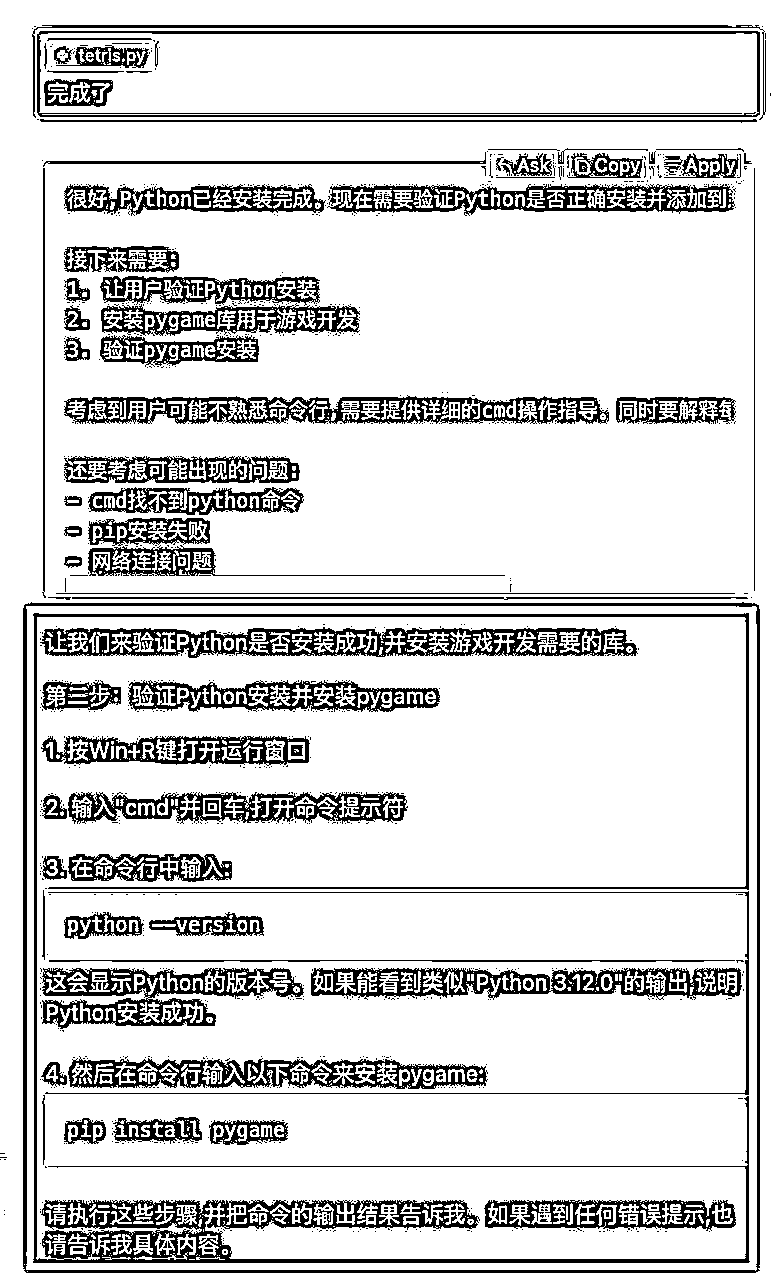 tetris.py
完成了
Ask Copy Apply
很好,Python已经安装完成。现在需要验证Python是否正确安装并添加到
接下来需要:
1. 让用户验证Python安装
2. 安装pygame库用于游戏开发
3. 验证pygame安装
考虑到用户可能不熟悉命令行,需要提供详细的cmd操作指导。同时要解释每
还要考虑可能出现的问题:
- cmd找不到python命令
- pip安装失败
- 网络连接问题
让我们来验证Python是否安装成功,并安装游戏开发需要的库。
第三步：验证Python安装并安装pygame
1. 按Win+R键打开运行窗口
2. 输入"cmd"并回车,打开命令提示符
3. 在命令行中输入:
python --version
这会显示Python的版本号。如果能看到类似"Python 3.12.0"的输出,说明
Python安装成功。
4. 然后在命令行输入以下命令来安装pygame:
pip install pygame
请执行这些步骤,并把命令的输出结果告诉我。如果遇到任何错误提示,也
请告诉我具体内容。